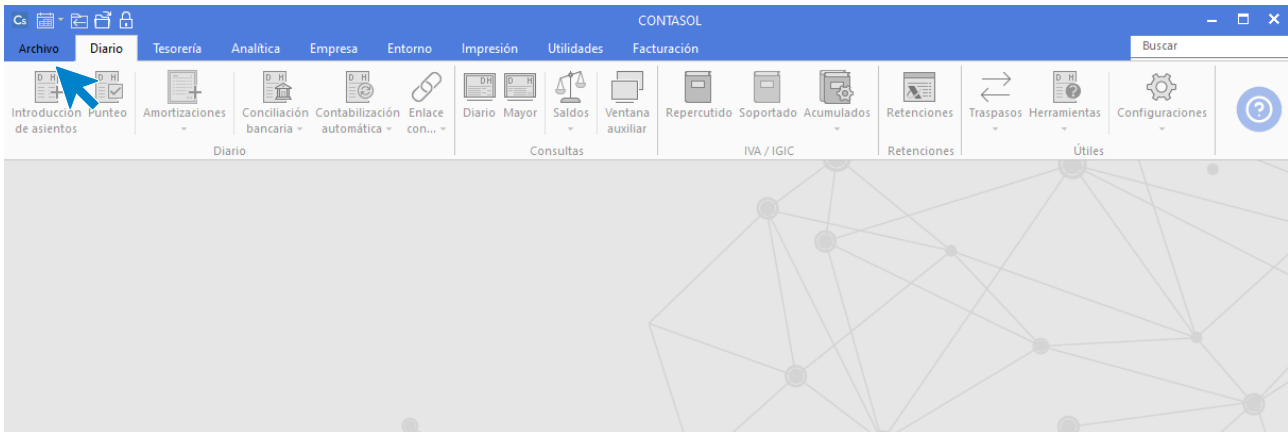 Cs CONTASOL
Archivo Diario Tesorería Analítica Empresa Entorno Impresión Utilidades Facturación Buscar
Introducción Punteo Amortizaciones Conciliación Contabilización Enlace Diario Mayor Saldos Ventana Repercutido Soportado Acumulados Retenciones Traspasos Herramientas Configuraciones
de asientos bancaria automática con... auxiliar
Diario Consultas IVA / IGIC Retenciones Útiles